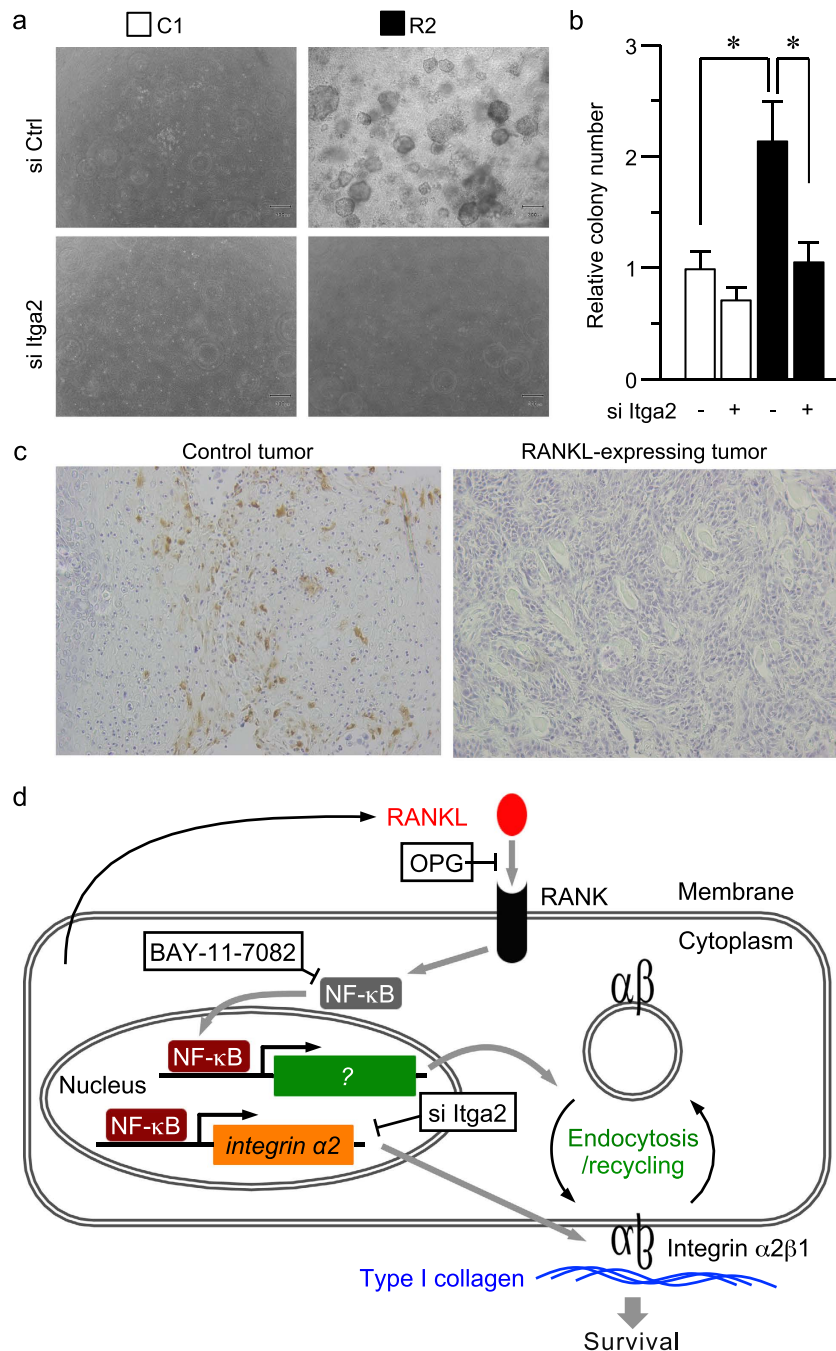 a
C1
R2
si Ctrl
si Itga2
b
3
2
1
0
Relative colony number
*
*
si Itga2
- + - +
c
Control tumor
RANKL-expressing tumor
d
RANKL
OPG
RANK
Membrane
Cytoplasm
BAY-11-7082
NF-κB
αβ
NF-κB
?
Nucleus
si Itga2
NF-κB
integrin α2
Endocytosis
/recycling
αβ
Integrin α2β1
Type I collagen
Survival